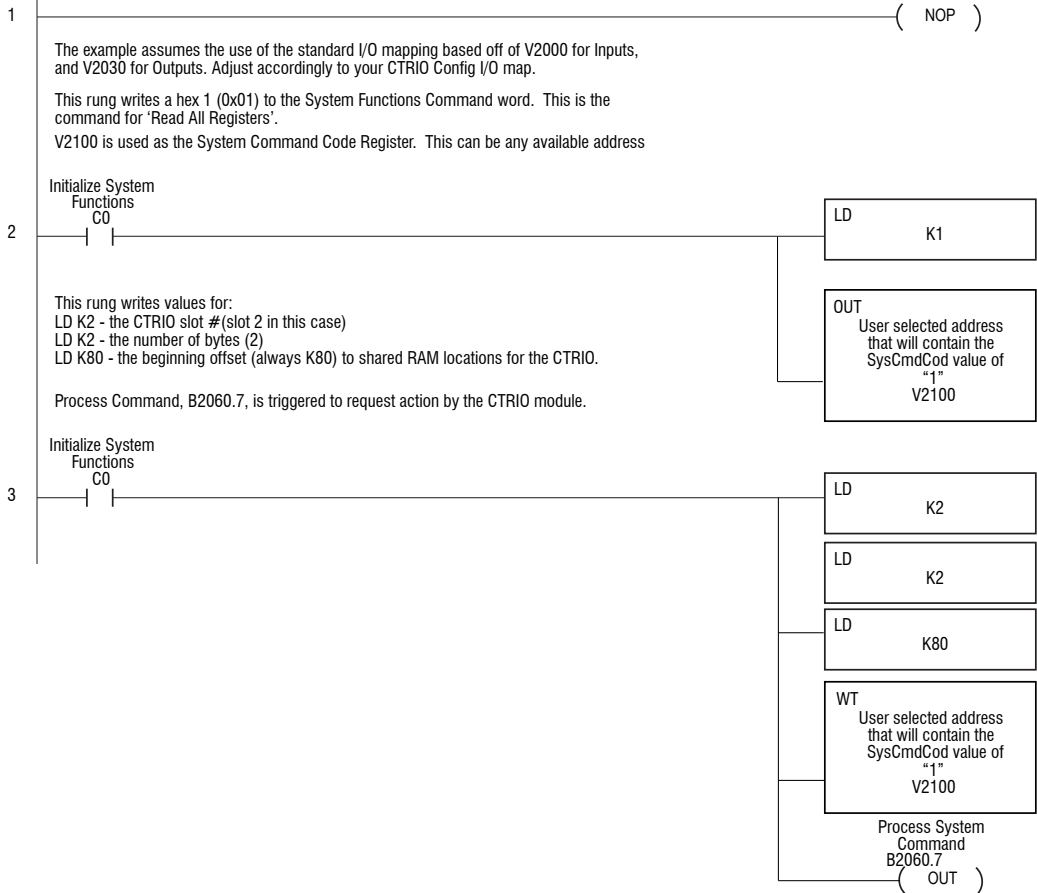 1
( NOP )
The example assumes the use of the standard I/O mapping based off of V2000 for Inputs,
and V2030 for Outputs. Adjust accordingly to your CTRIO Config I/O map.
This rung writes a hex 1 (0x01) to the System Functions Command word.  This is the
command for 'Read All Registers'.
V2100 is used as the System Command Code Register.  This can be any available address
Initialize System
Functions
C0
2
LD
K1
OUT
User selected address
that will contain the
SysCmdCod value of
“1”
V2100
This rung writes values for:
LD K2 - the CTRIO slot #(slot 2 in this case)
LD K2 - the number of bytes (2)
LD K80 - the beginning offset (always K80) to shared RAM locations for the CTRIO.
Process Command, B2060.7, is triggered to request action by the CTRIO module.
Initialize System
Functions
C0
3
LD
K2
LD
K2
LD
K80
WT
User selected address
that will contain the
SysCmdCod value of
“1”
V2100
Process System
Command
B2060.7
( OUT )